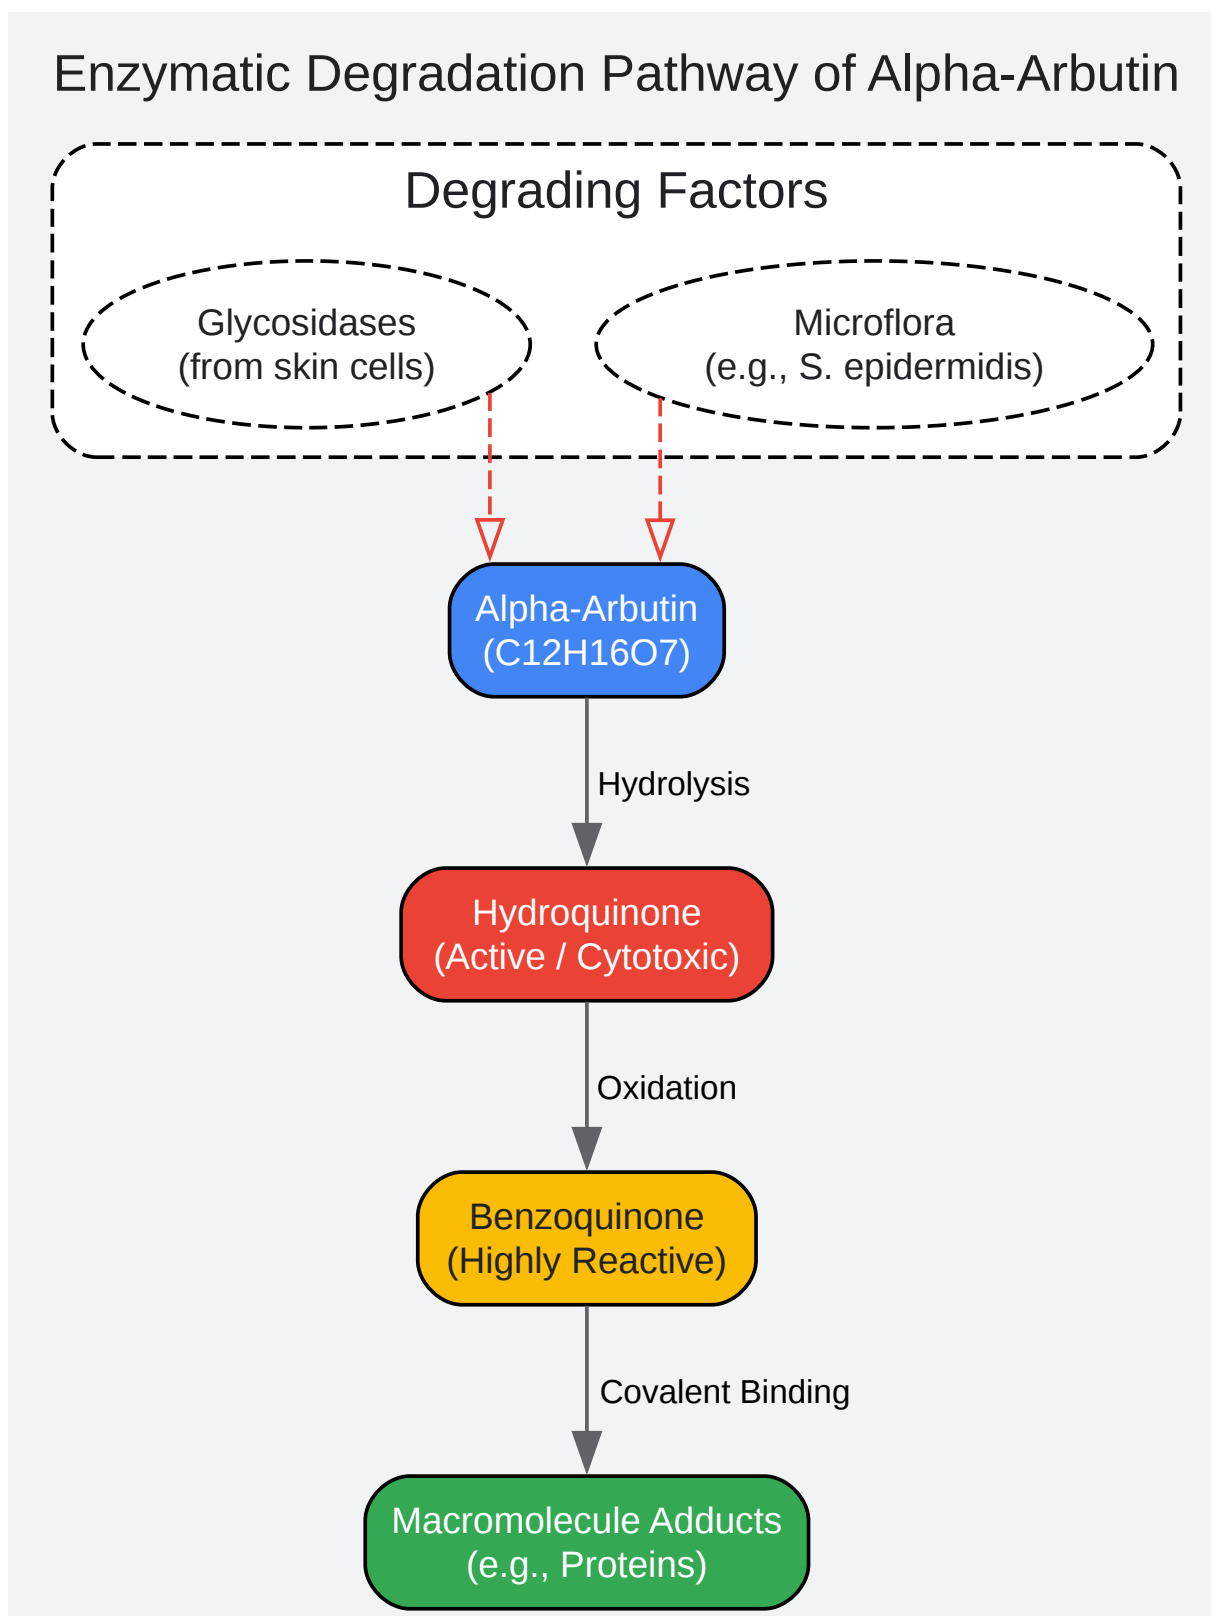 Enzymatic Degradation Pathway of Alpha-Arbutin
Degrading Factors
Glycosidases
(from skin cells)
Microflora
(e.g., S. epidermidis)
Alpha-Arbutin
(C12H16O7)
Hydrolysis
Hydroquinone
(Active / Cytotoxic)
Oxidation
Benzoquinone
(Highly Reactive)
Covalent Binding
Macromolecule Adducts
(e.g., Proteins)